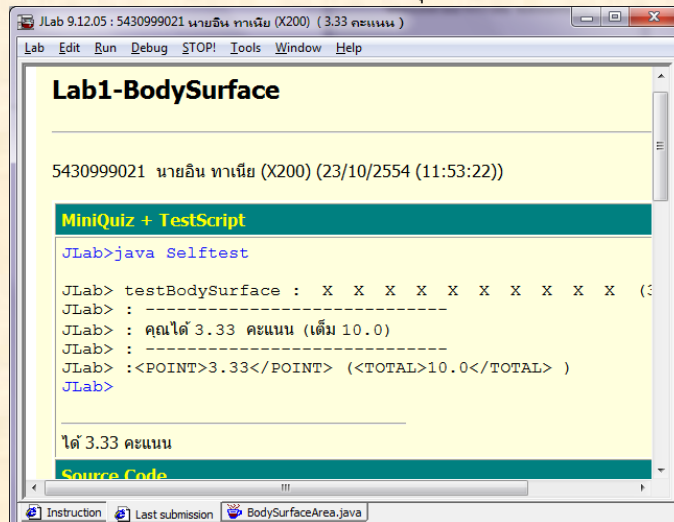 JLab 9.12.05 : 5430999021 นายอิน ทาเนีย (X200) ( 3.33 คะแนน )
Lab Edit Run Debug STOP! Tools Window Help
Lab1-BodySurface
5430999021 นายอิน ทาเนีย (X200) (23/10/2554 (11:53:22))
MiniQuiz + TestScript
JLab>java Selftest
JLab> testBodySurface : X X X X X X X X X X (3
JLab> : -----------------------------
JLab> : คุณได้ 3.33 คะแนน (เต็ม 10.0)
JLab> : -----------------------------
JLab> :<POINT>3.33</POINT> (<TOTAL>10.0</TOTAL> )
JLab>
ได้ 3.33 คะแนน
Source Code
Instruction Last submission BodySurfaceArea.java